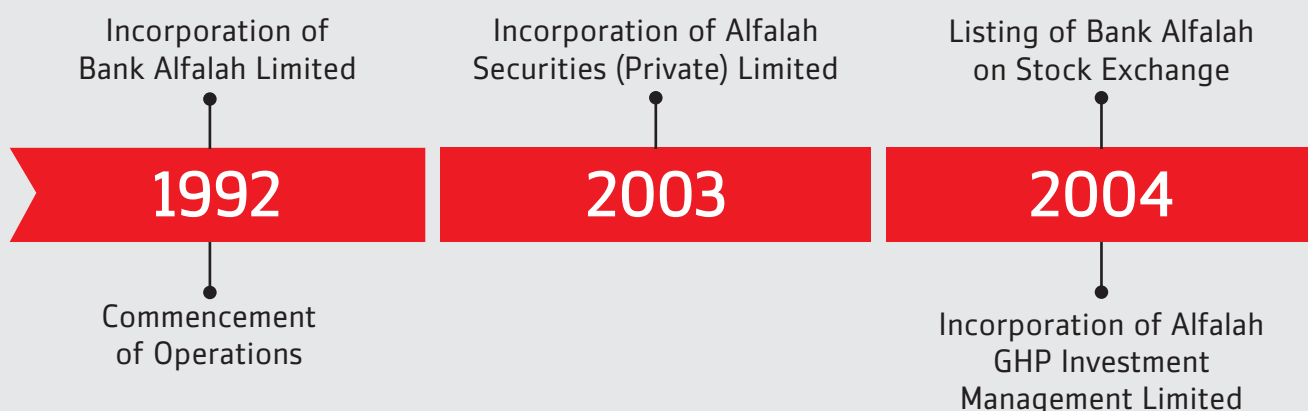 Incorporation of
Bank Alfalah Limited
1992
Commencement
of Operations
Incorporation of Alfalah
Securities (Private) Limited
2003
Listing of Bank Alfalah
on Stock Exchange
2004
Incorporation of Alfalah
GHP Investment
Management Limited